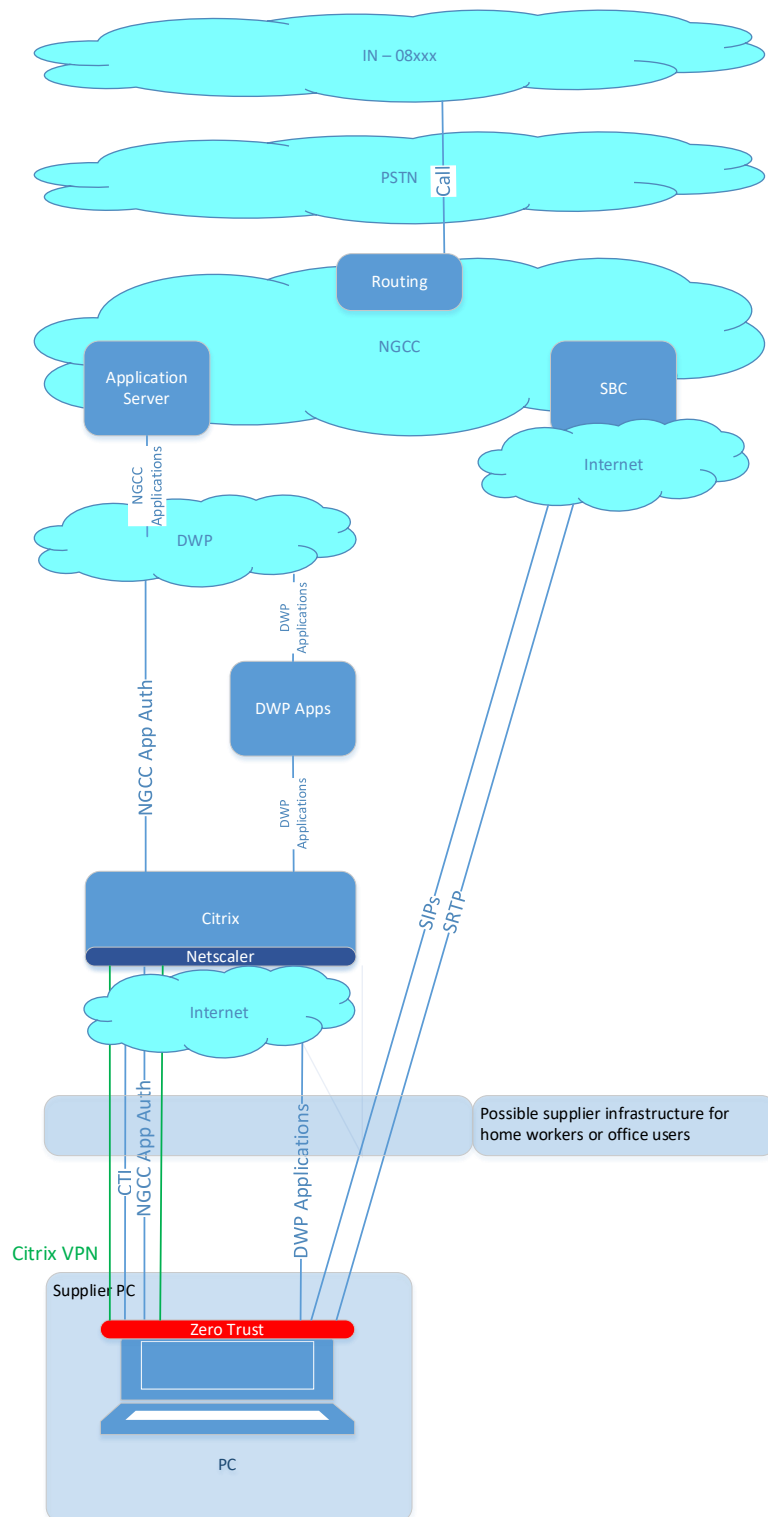 IN – 08xxx
PSTN
Call
Routing
NGCC
Application
Server
SBC
Internet
NGCC
Applications
DWP
DWP
Applications
DWP Apps
NGCC App Auth
DWP
Applications
Citrix
Netscaler
SIPs
SRTP
Internet
Possible supplier infrastructure for
home workers or office users
CTI
NGCC App Auth
DWP Applications
Citrix VPN
Supplier PC
Zero Trust
PC